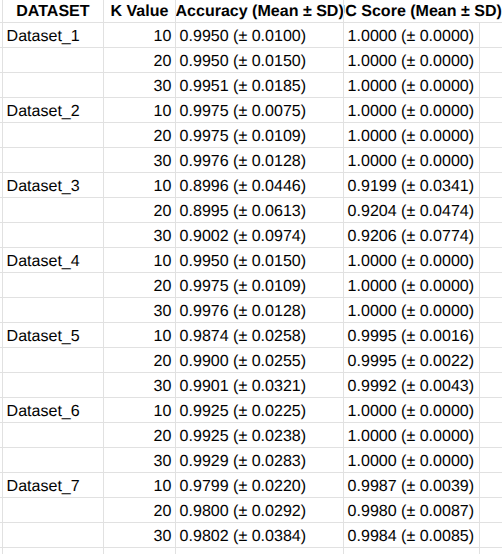 DATASET K Value Accuracy (Mean ± SD) C Score (Mean ± SD)
Dataset_1 10 0.9950 (± 0.0100) 1.0000 (± 0.0000)
20 0.9950 (± 0.0150) 1.0000 (± 0.0000)
30 0.9951 (± 0.0185) 1.0000 (± 0.0000)
Dataset_2 10 0.9975 (± 0.0075) 1.0000 (± 0.0000)
20 0.9975 (± 0.0109) 1.0000 (± 0.0000)
30 0.9976 (± 0.0128) 1.0000 (± 0.0000)
Dataset_3 10 0.8996 (± 0.0446) 0.9199 (± 0.0341)
20 0.8995 (± 0.0613) 0.9204 (± 0.0474)
30 0.9002 (± 0.0974) 0.9206 (± 0.0774)
Dataset_4 10 0.9950 (± 0.0150) 1.0000 (± 0.0000)
20 0.9975 (± 0.0109) 1.0000 (± 0.0000)
30 0.9976 (± 0.0128) 1.0000 (± 0.0000)
Dataset_5 10 0.9874 (± 0.0258) 0.9995 (± 0.0016)
20 0.9900 (± 0.0255) 0.9995 (± 0.0022)
30 0.9901 (± 0.0321) 0.9992 (± 0.0043)
Dataset_6 10 0.9925 (± 0.0225) 1.0000 (± 0.0000)
20 0.9925 (± 0.0238) 1.0000 (± 0.0000)
30 0.9929 (± 0.0283) 1.0000 (± 0.0000)
Dataset_7 10 0.9799 (± 0.0220) 0.9987 (± 0.0039)
20 0.9800 (± 0.0292) 0.9980 (± 0.0087)
30 0.9802 (± 0.0384) 0.9984 (± 0.0085)